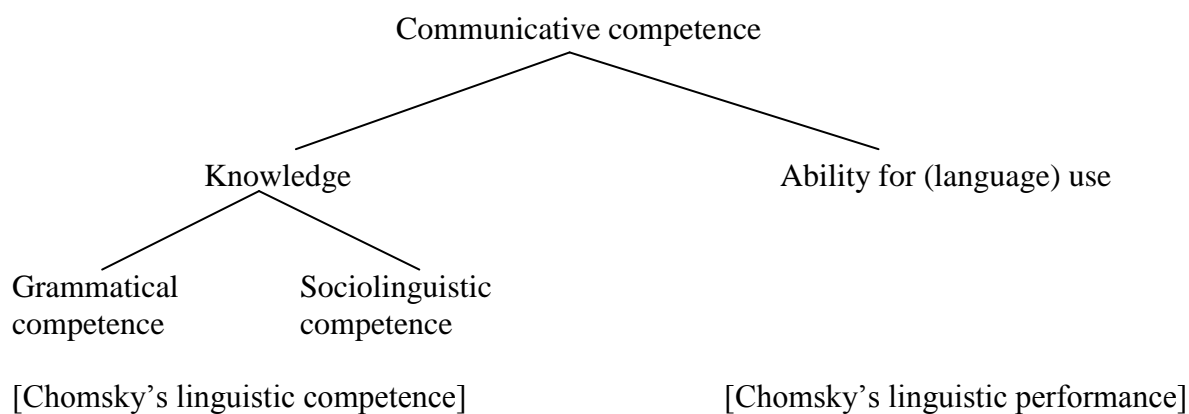 Communicative competence
Knowledge
Ability for (language) use
Grammatical
competence
Sociolinguistic
competence
[Chomsky’s linguistic competence]
[Chomsky’s linguistic performance]